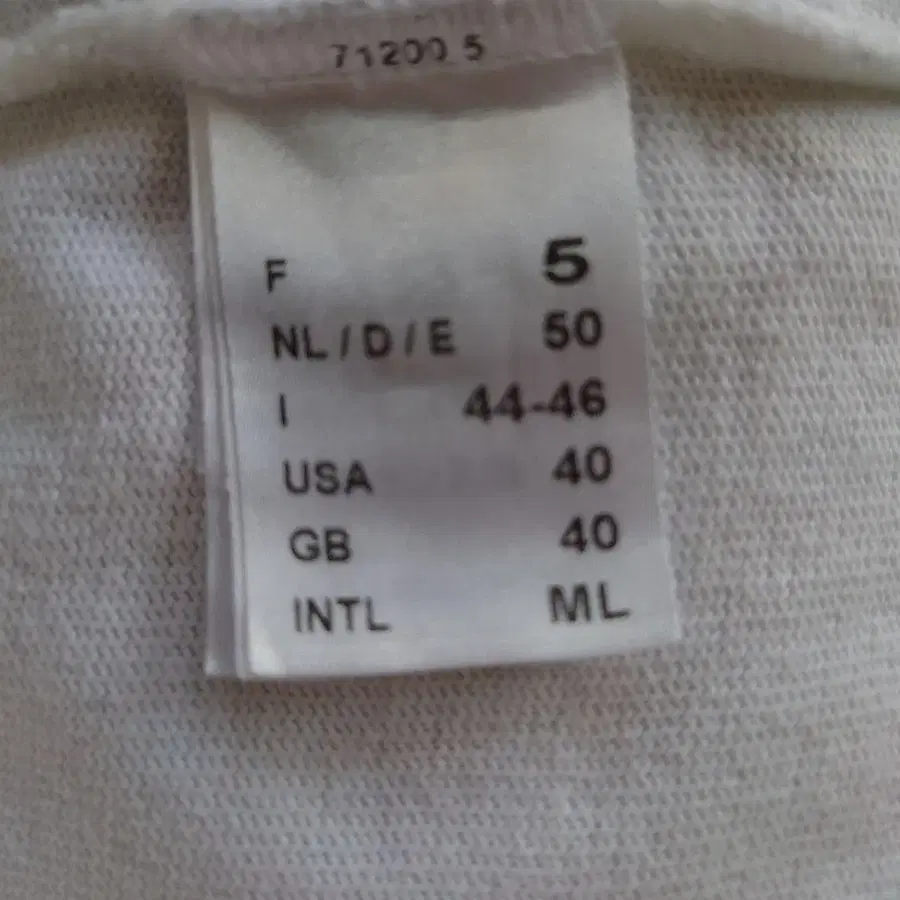 71200 5
F 5
NL/D/E 50
I 44-46
USA 40
GB 40
INTL ML